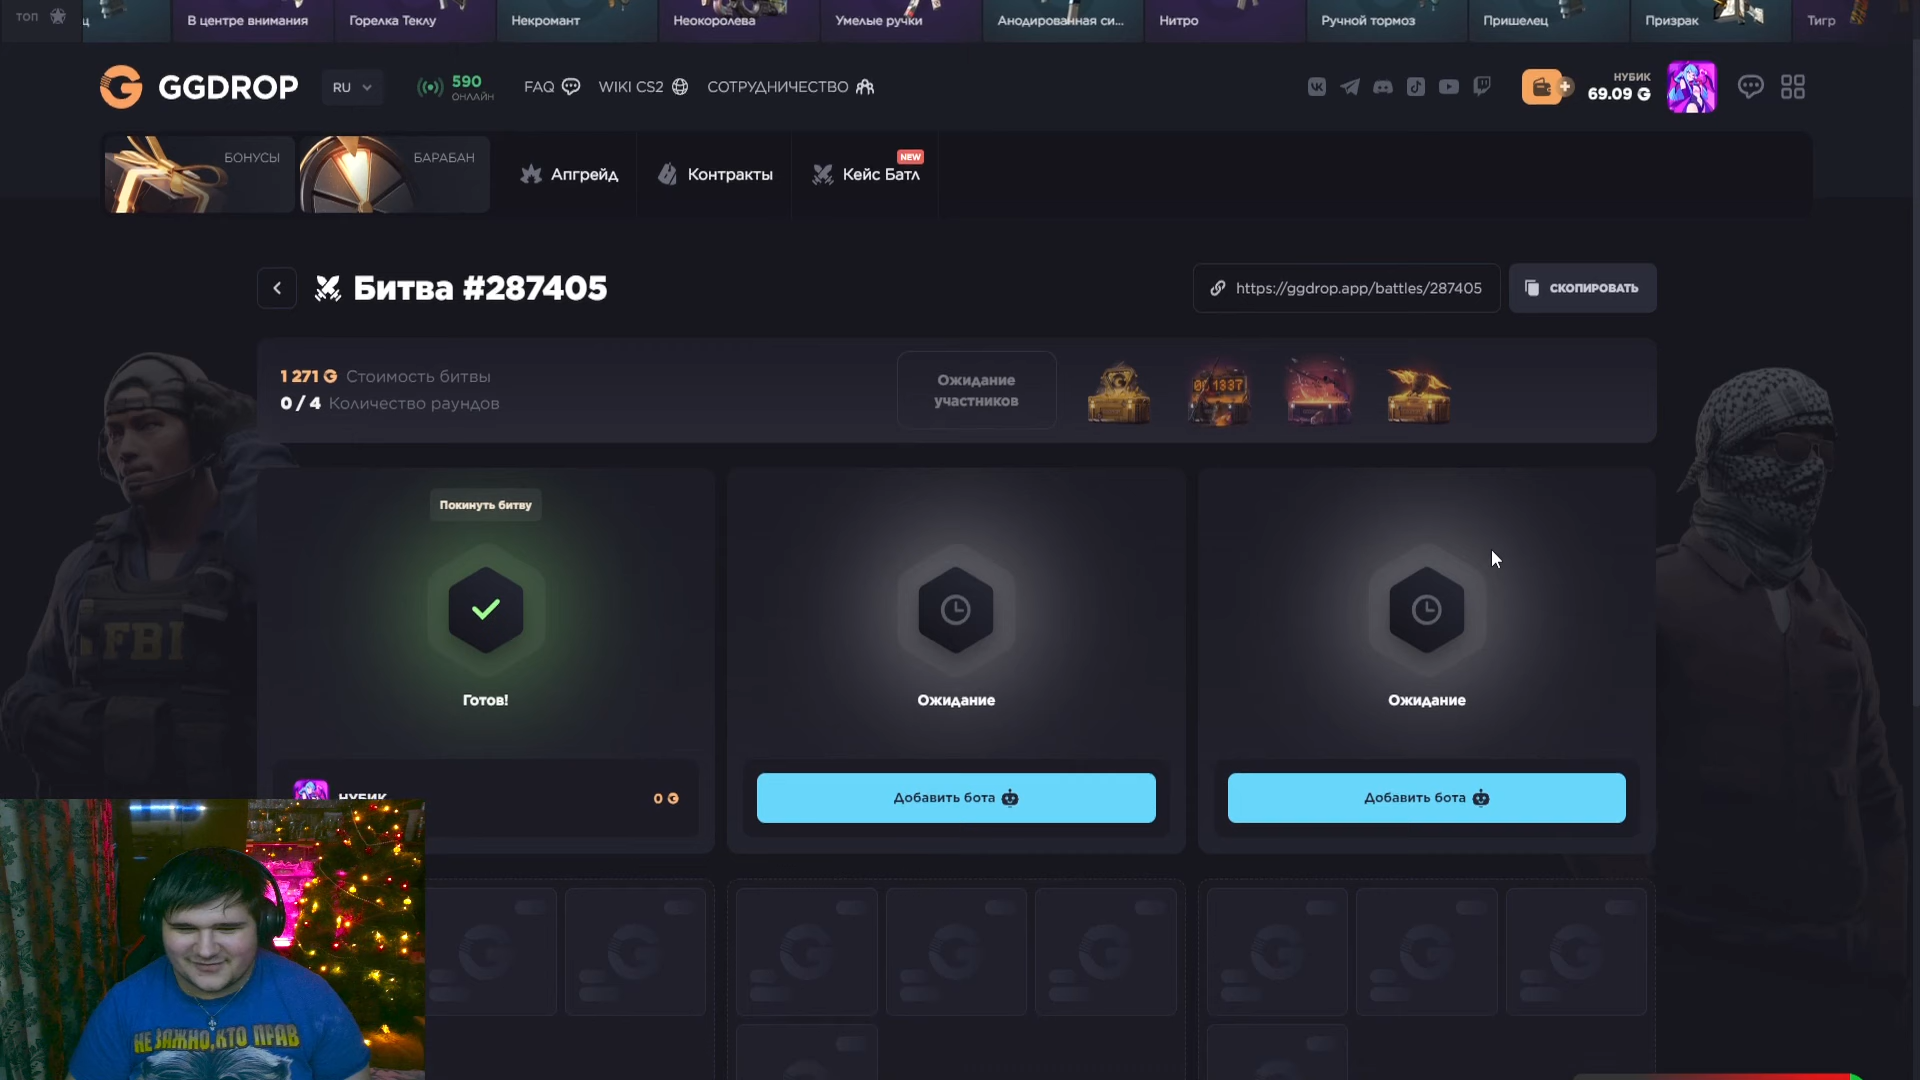 ТОП
В центре внимания
Горелка Теклу
Некромант
Неокоролева
Умелые ручки
Анодированная си...
Нитро
Ручной тормоз
Пришелец
Призрак
Тигр
GGDROP
RU
590
ОНЛАЙН
FAQ
WIKI CS2
СОТРУДНИЧЕСТВО
НУБИК
69.09 G
БОНУСЫ
БАРАБАН
Апгрейд
Контракты
Кейс Батл
NEW
Битва #287405
https://ggdrop.app/battles/287405
СКОПИРОВАТЬ
1 271 G Стоимость битвы
0 / 4 Количество раундов
Ожидание
участников
001337
Покинуть битву
Готов!
Ожидание
Ожидание
FBI
НУБИК
0 G
Добавить бота
Добавить бота
НЕ ВАЖНО, КТО ПРАВ